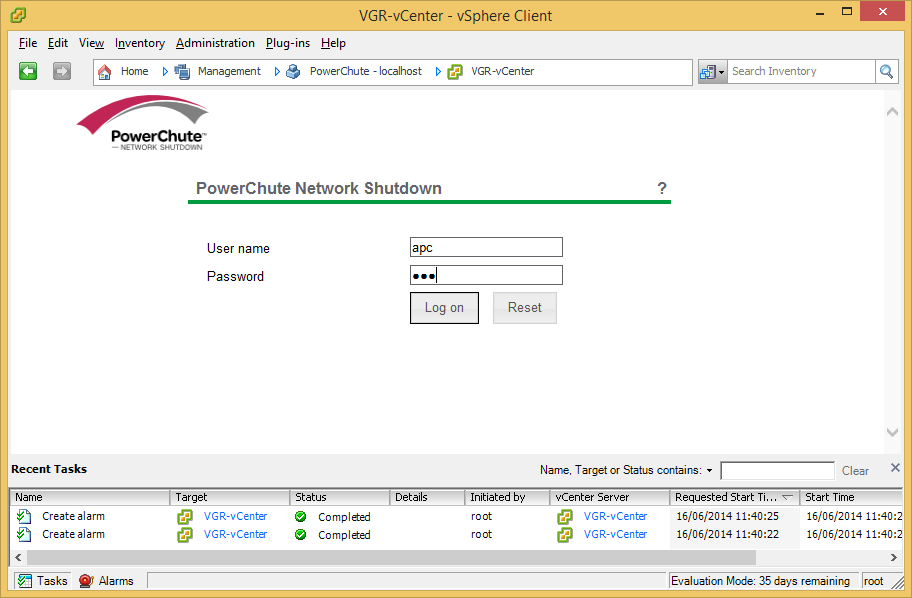 VGR-vCenter - vSphere Client
File Edit View Inventory Administration Plug-ins Help
Home Management PowerChute - localhost VGR-vCenter Search Inventory
PowerChute™
NETWORK SHUTDOWN
PowerChute Network Shutdown ?
User name apc
Password •••
Log on Reset
Recent Tasks Name, Target or Status contains: Clear
Name Target Status Details Initiated by vCenter Server Requested Start Ti... Start Time
Create alarm VGR-vCenter Completed root VGR-vCenter 16/06/2014 11:40:25 16/06/2014 11:40:2
Create alarm VGR-vCenter Completed root VGR-vCenter 16/06/2014 11:40:22 16/06/2014 11:40:2
Tasks Alarms Evaluation Mode: 35 days remaining root